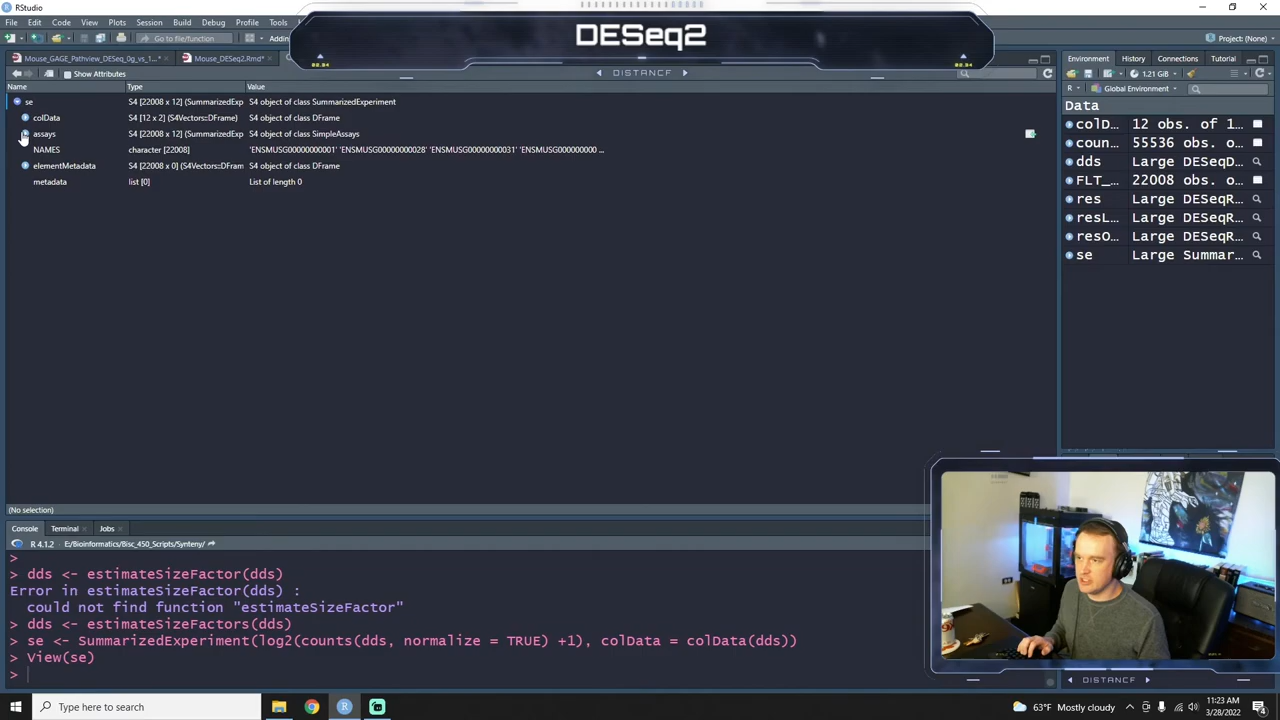 RStudio
File Edit Code View Plots Session Build Debug Profile Tools
DESeq2
Go to file/function
Project: (None)
Mouse_GAGE_Pathview_DESeq_0g_vs_1...*
Mouse_DESeq2.Rmd*
DISTANCE
Environment History Connections Tutorial
Show Attributes
1.21 GiB
R Global Environment
Name Type Value
Data
se S4 [22008 x 12] (SummarizedExp S4 object of class SummarizedExperiment
colData S4 [12 x 2] (S4Vectors::DFrame) S4 object of class DFrame
assays S4 [22008 x 12] (SummarizedExp S4 object of class SimpleAssays
NAMES character [22008] 'ENSMUSG00000000001' 'ENSMUSG00000000028' 'ENSMUSG00000000031' 'ENSMUSG000000000 ...
elementMetadata S4 [22008 x 0] (S4Vectors::DFram S4 object of class DFrame
metadata list [0] List of length 0
colD... 12 obs. of 1...
coun... 55536 obs. o...
dds Large DESeqD...
FLT_... 22008 obs. o...
res Large DESeqR...
resL... Large DESeqR...
resO... Large DESeqR...
se Large Summar...
(No selection)
Console Terminal Jobs
R 4.1.2 · E:/Bioinformatics/Bisc_450_Scripts/Synteny/
>
> dds <- estimateSizeFactor(dds)
Error in estimateSizeFactor(dds) :
could not find function "estimateSizeFactor"
> dds <- estimateSizeFactors(dds)
> se <- SummarizedExperiment(log2(counts(dds, normalize = TRUE) +1), colData = colData(dds))
> View(se)
>
DISTANCE
Type here to search
63°F Mostly cloudy
11:23 AM
3/28/2022